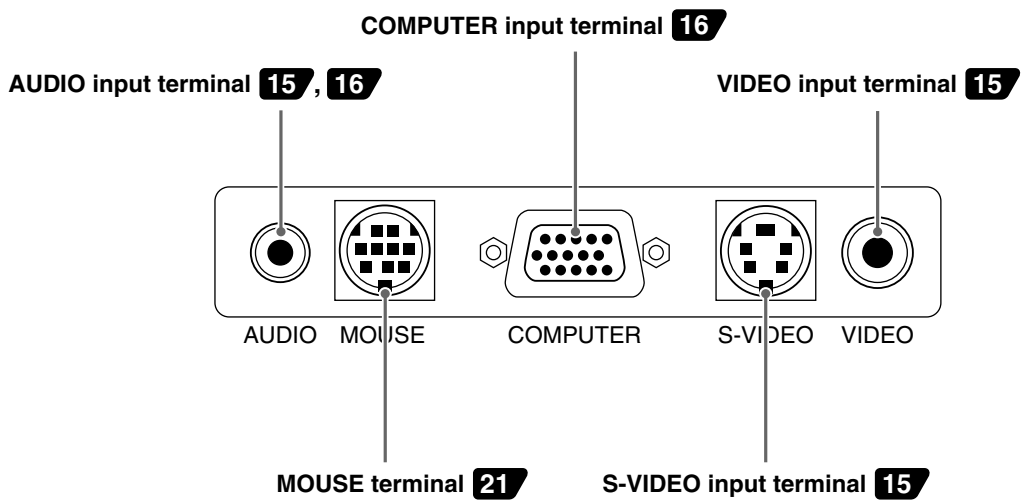 COMPUTER input terminal 16
AUDIO input terminal 15, 16
VIDEO input terminal 15
AUDIO MOUSE COMPUTER S-VIDEO VIDEO
MOUSE terminal 21
S-VIDEO input terminal 15